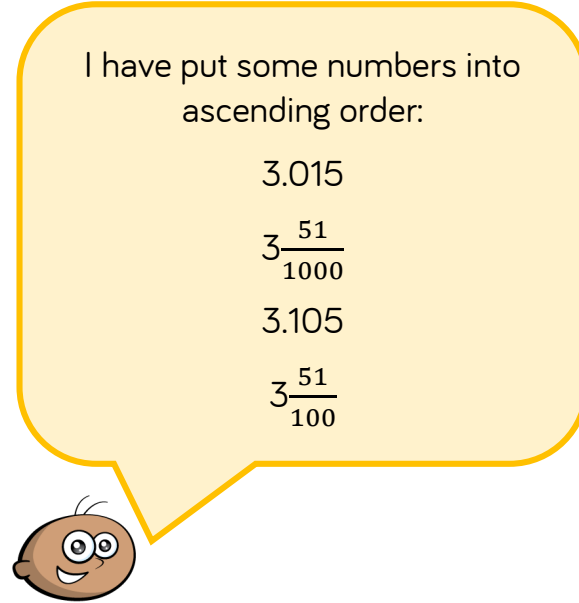 I have put some numbers into
ascending order:
3.015
3 51/1000
3.105
3 51/100